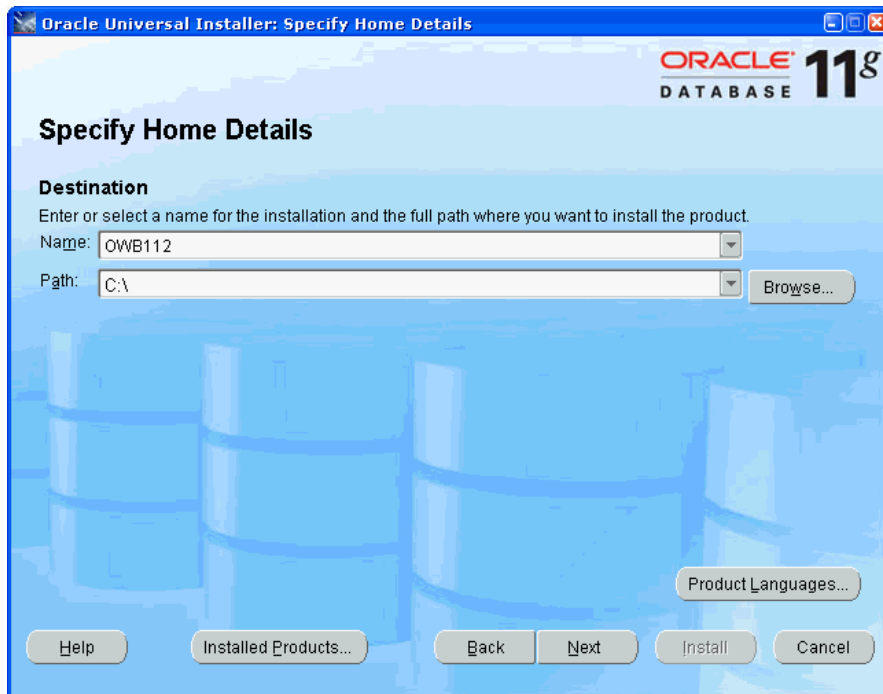 Oracle Universal Installer: Specify Home Details
ORACLE 11g
DATABASE
Specify Home Details
Destination
Enter or select a name for the installation and the full path where you want to install the product.
Name: OWB112
Path: C:\ Browse...
Product Languages...
Help Installed Products... Back Next Install Cancel